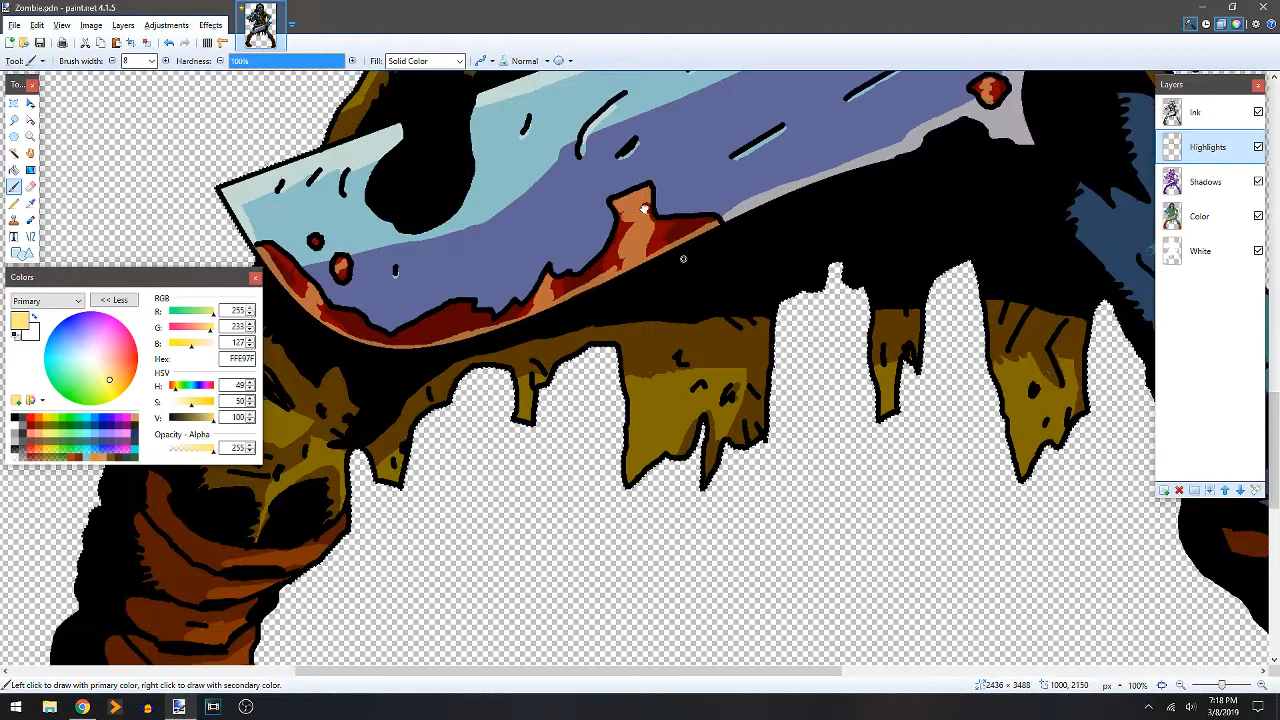 Zombie.pdn - paint.net 4.1.5
File Edit View Image Layers Adjustments Effects
Tool: Brush width: 8 Hardness: 100% Fill: Solid Color Normal
To...
Layers
Ink
Highlights
Shadows
Color
White
Colors
Primary << Less
RGB
R: 255
G: 233
B: 127
Hex: FFE97F
HSV
H: 49
S: 50
V: 100
Opacity - Alpha
255
Left click to draw with primary color, right click to draw with secondary color. 2436 × 3488 1000, 2150 px 100%
7:18 PM
3/8/2019